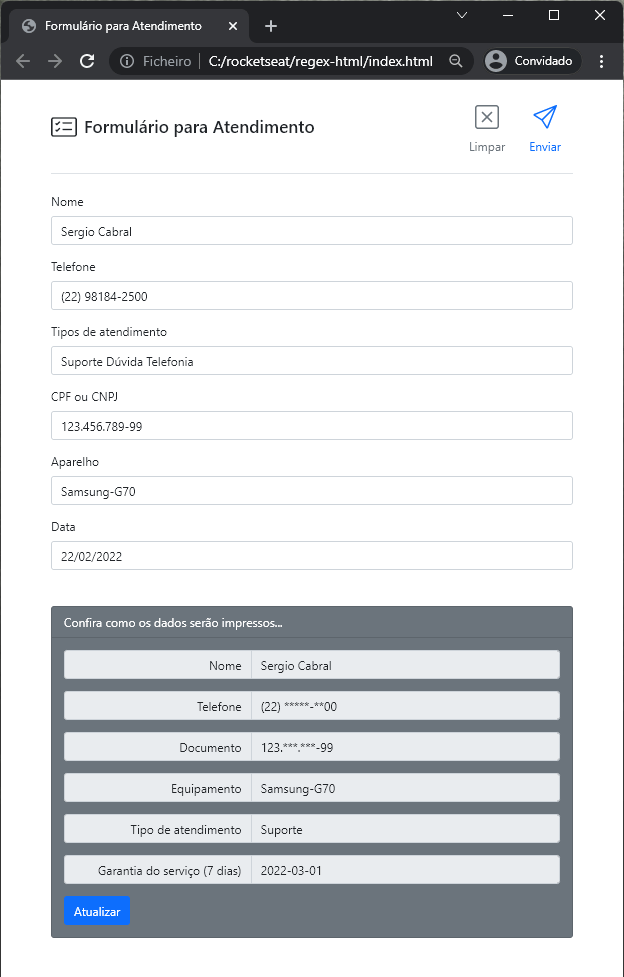 Formulário para Atendimento
Ficheiro C:/rocketseat/regex-html/index.html Convidado
Formulário para Atendimento
Limpar Enviar
Nome
Sergio Cabral
Telefone
(22) 98184-2500
Tipos de atendimento
Suporte Dúvida Telefonia
CPF ou CNPJ
123.456.789-99
Aparelho
Samsung-G70
Data
22/02/2022
Confira como os dados serão impressos...
Nome Sergio Cabral
Telefone (22) *****-**00
Documento 123.***.***-99
Equipamento Samsung-G70
Tipo de atendimento Suporte
Garantia do serviço (7 dias) 2022-03-01
Atualizar